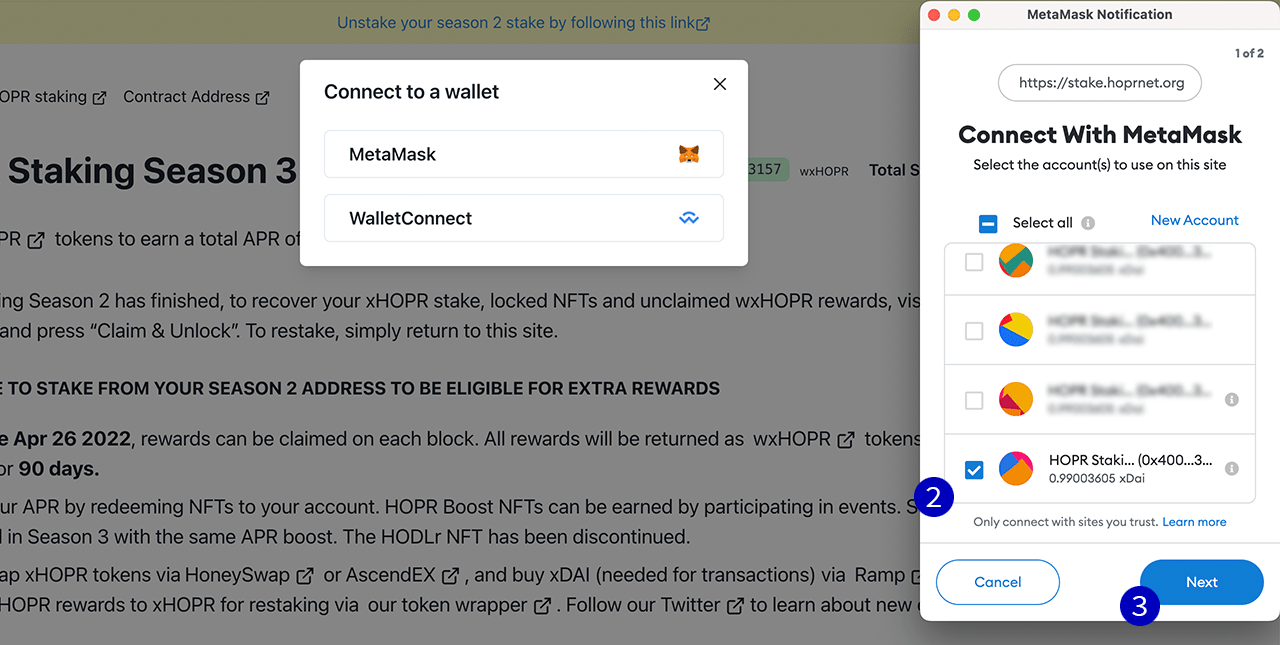 Unstake your season 2 stake by following this link
OPR staking
Contract Address
Staking Season 3
3157
wxHOPR
Total S
PR tokens to earn a total APR of
ing Season 2 has finished, to recover your xHOPR stake, locked NFTs and unclaimed wxHOPR rewards, vis
and press “Claim & Unlock”. To restake, simply return to this site.
E TO STAKE FROM YOUR SEASON 2 ADDRESS TO BE ELIGIBLE FOR EXTRA REWARDS
e Apr 26 2022, rewards can be claimed on each block. All rewards will be returned as wxHOPR tokens
or 90 days.
ur APR by redeeming NFTs to your account. HOPR Boost NFTs can be earned by participating in events. S
d in Season 3 with the same APR boost. The HODLr NFT has been discontinued.
ap xHOPR tokens via HoneySwap or AscendEX , and buy xDAI (needed for transactions) via Ramp
HOPR rewards to xHOPR for restaking via our token wrapper . Follow our Twitter to learn about new
Connect to a wallet
MetaMask
WalletConnect
MetaMask Notification
1 of 2
https://stake.hoprnet.org
Connect With MetaMask
Select the account(s) to use on this site
Select all
New Account
HOPR Staki... (0x400...3...
0.99003605 xDai
2
Only connect with sites you trust. Learn more
Cancel
Next
3